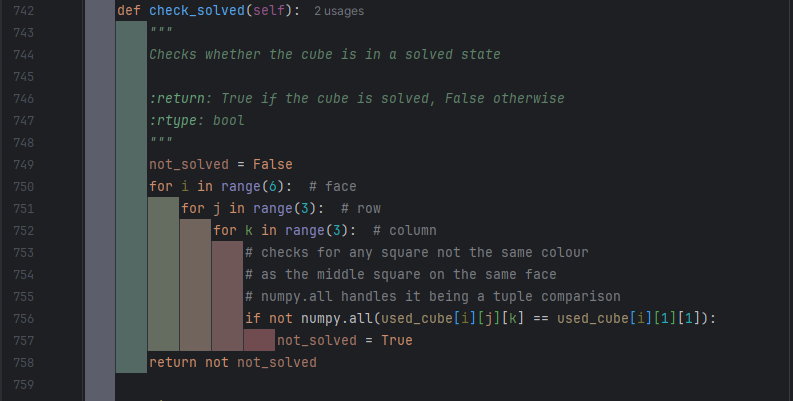 742 def check_solved(self): 2 usages
743 """
744 Checks whether the cube is in a solved state
745
746 :return: True if the cube is solved, False otherwise
747 :rtype: bool
748 """
749 not_solved = False
750 for i in range(6): # face
751 for j in range(3): # row
752 for k in range(3): # column
753 # checks for any square not the same colour
754 # as the middle square on the same face
755 # numpy.all handles it being a tuple comparison
756 if not numpy.all(used_cube[i][j][k] == used_cube[i][1][1]):
757 not_solved = True
758 return not not_solved
759